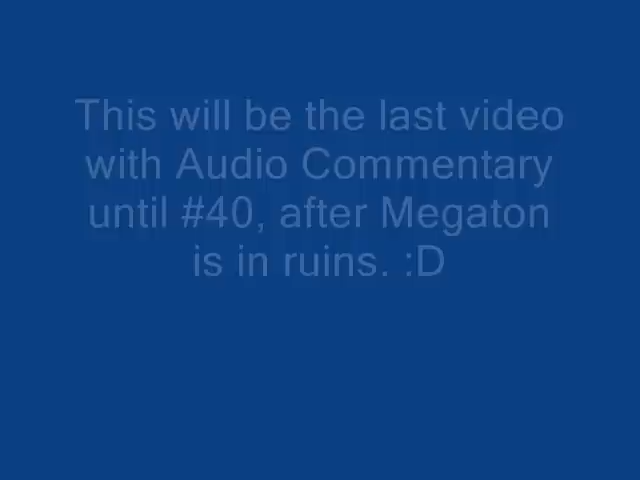 This will be the last video
with Audio Commentary
until #40, after Megaton
is in ruins. :D